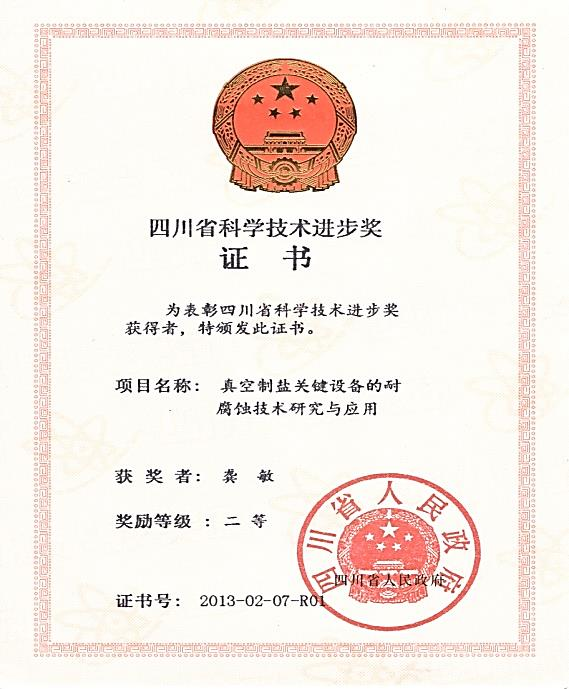 四川省科学技术进步奖
证 书
为表彰四川省科学技术进步奖
获得者，特颁发此证书。
项目名称： 真空制盐关键设备的耐
腐蚀技术研究与应用
获 奖 者： 龚 敏
奖励等级 ：二 等
四川省人民政府
四川省人民政府
证书号： 2013-02-07-R01